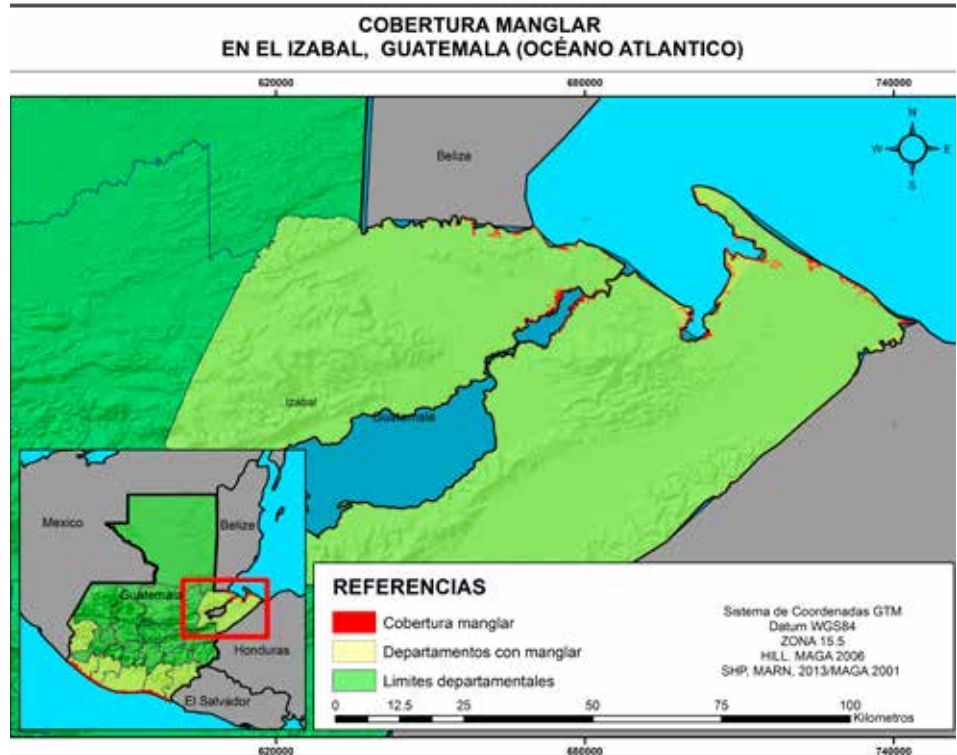 COBERTURA MANGLAR
EN EL IZABAL, GUATEMALA (OCÉANO ATLANTICO)
620000 680000 740000
Belize
N
W E
S
Izabal
Guatemala
Mexico
Belize
Guatemala
Honduras
El Salvador
REFERENCIAS
Cobertura manglar
Departamentos con manglar
Limites departamentales
Sistema de Coordenadas GTM
Datum WGS84
ZONA 15.5
HILL. MAGA 2006
SHP, MARN, 2013/MAGA 2001
0 12.5 25 50 75 100
Kilometros
620000 680000 740000